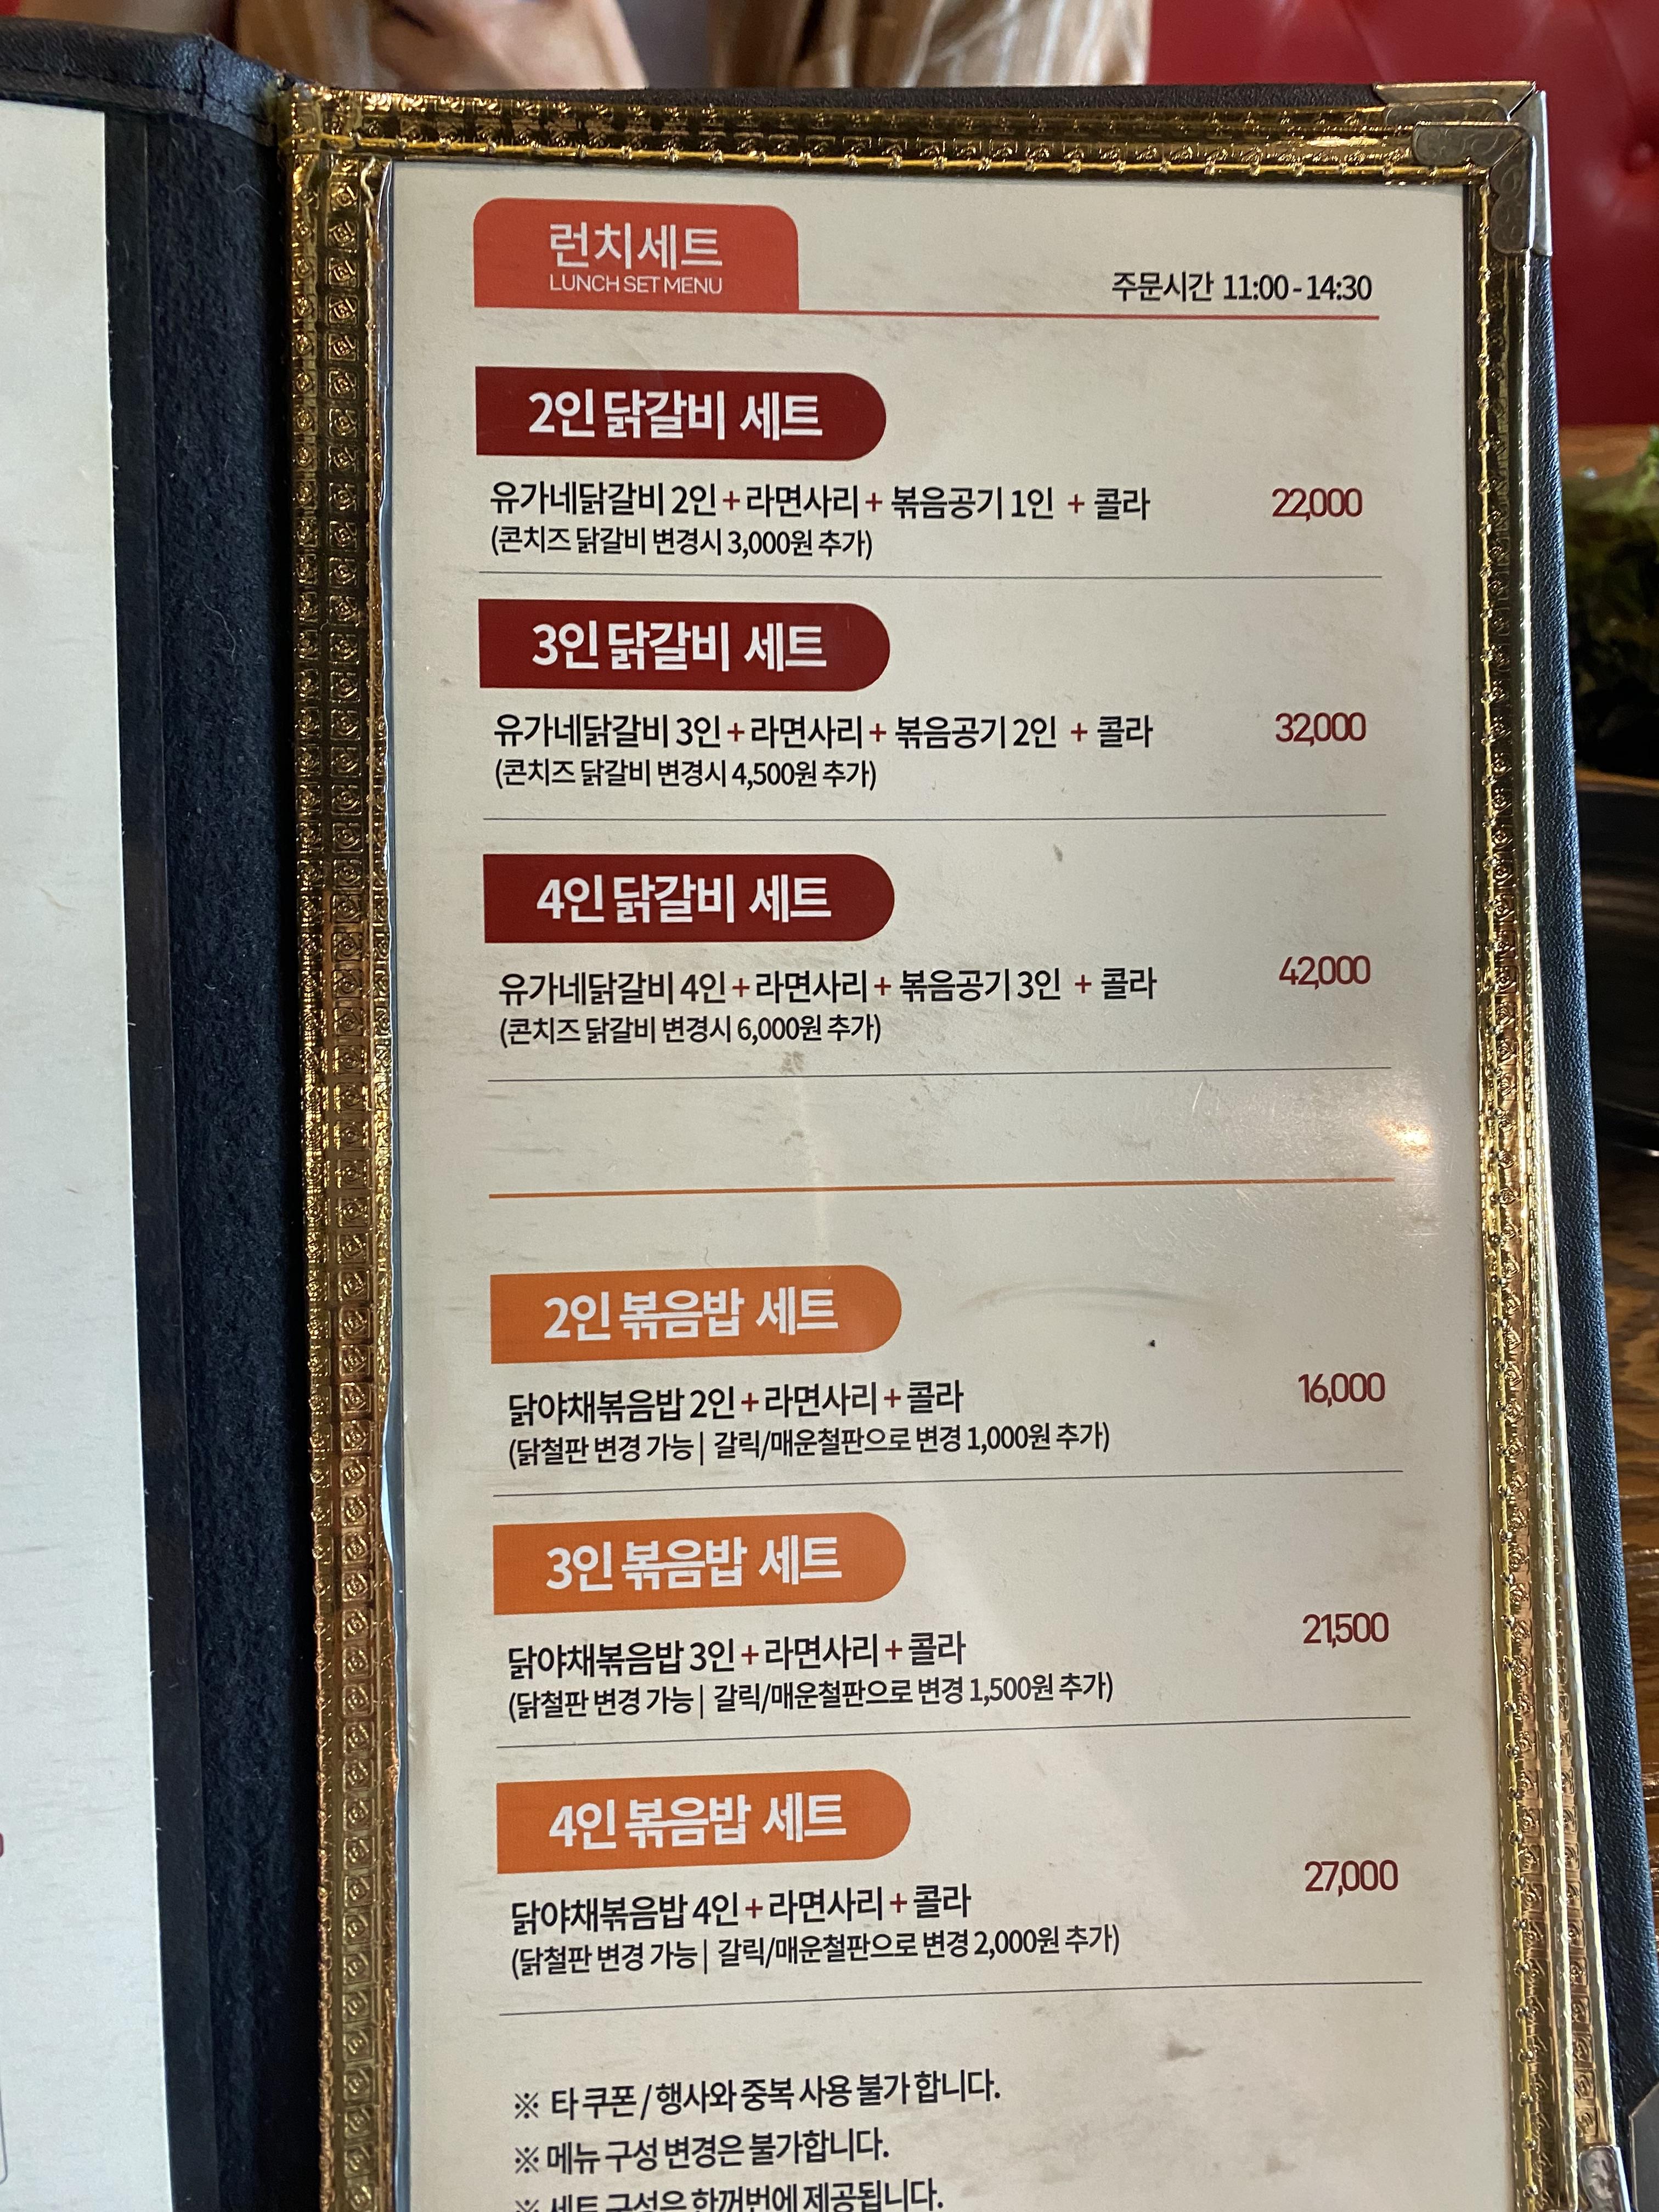 런치세트
LUNCH SET MENU
주문시간 11:00 - 14:30
2인 닭갈비 세트
유가네닭갈비 2인 + 라면사리 + 볶음공기 1인 + 콜라 22,000
(콘치즈 닭갈비 변경시 3,000원 추가)
3인 닭갈비 세트
유가네닭갈비 3인 + 라면사리 + 볶음공기 2인 + 콜라 32,000
(콘치즈 닭갈비 변경시 4,500원 추가)
4인 닭갈비 세트
유가네닭갈비 4인 + 라면사리 + 볶음공기 3인 + 콜라 42,000
(콘치즈 닭갈비 변경시 6,000원 추가)
2인 볶음밥 세트
닭야채볶음밥 2인 + 라면사리 + 콜라 16,000
(닭철판 변경 가능 | 갈릭/매운철판으로 변경 1,000원 추가)
3인 볶음밥 세트
닭야채볶음밥 3인 + 라면사리 + 콜라 21,500
(닭철판 변경 가능 | 갈릭/매운철판으로 변경 1,500원 추가)
4인 볶음밥 세트
닭야채볶음밥 4인 + 라면사리 + 콜라 27,000
(닭철판 변경 가능 | 갈릭/매운철판으로 변경 2,000원 추가)
※ 타 쿠폰 / 행사와 중복 사용 불가 합니다.
※ 메뉴 구성 변경은 불가합니다.
※ 세트 구성은 한꺼번에 제공됩니다.